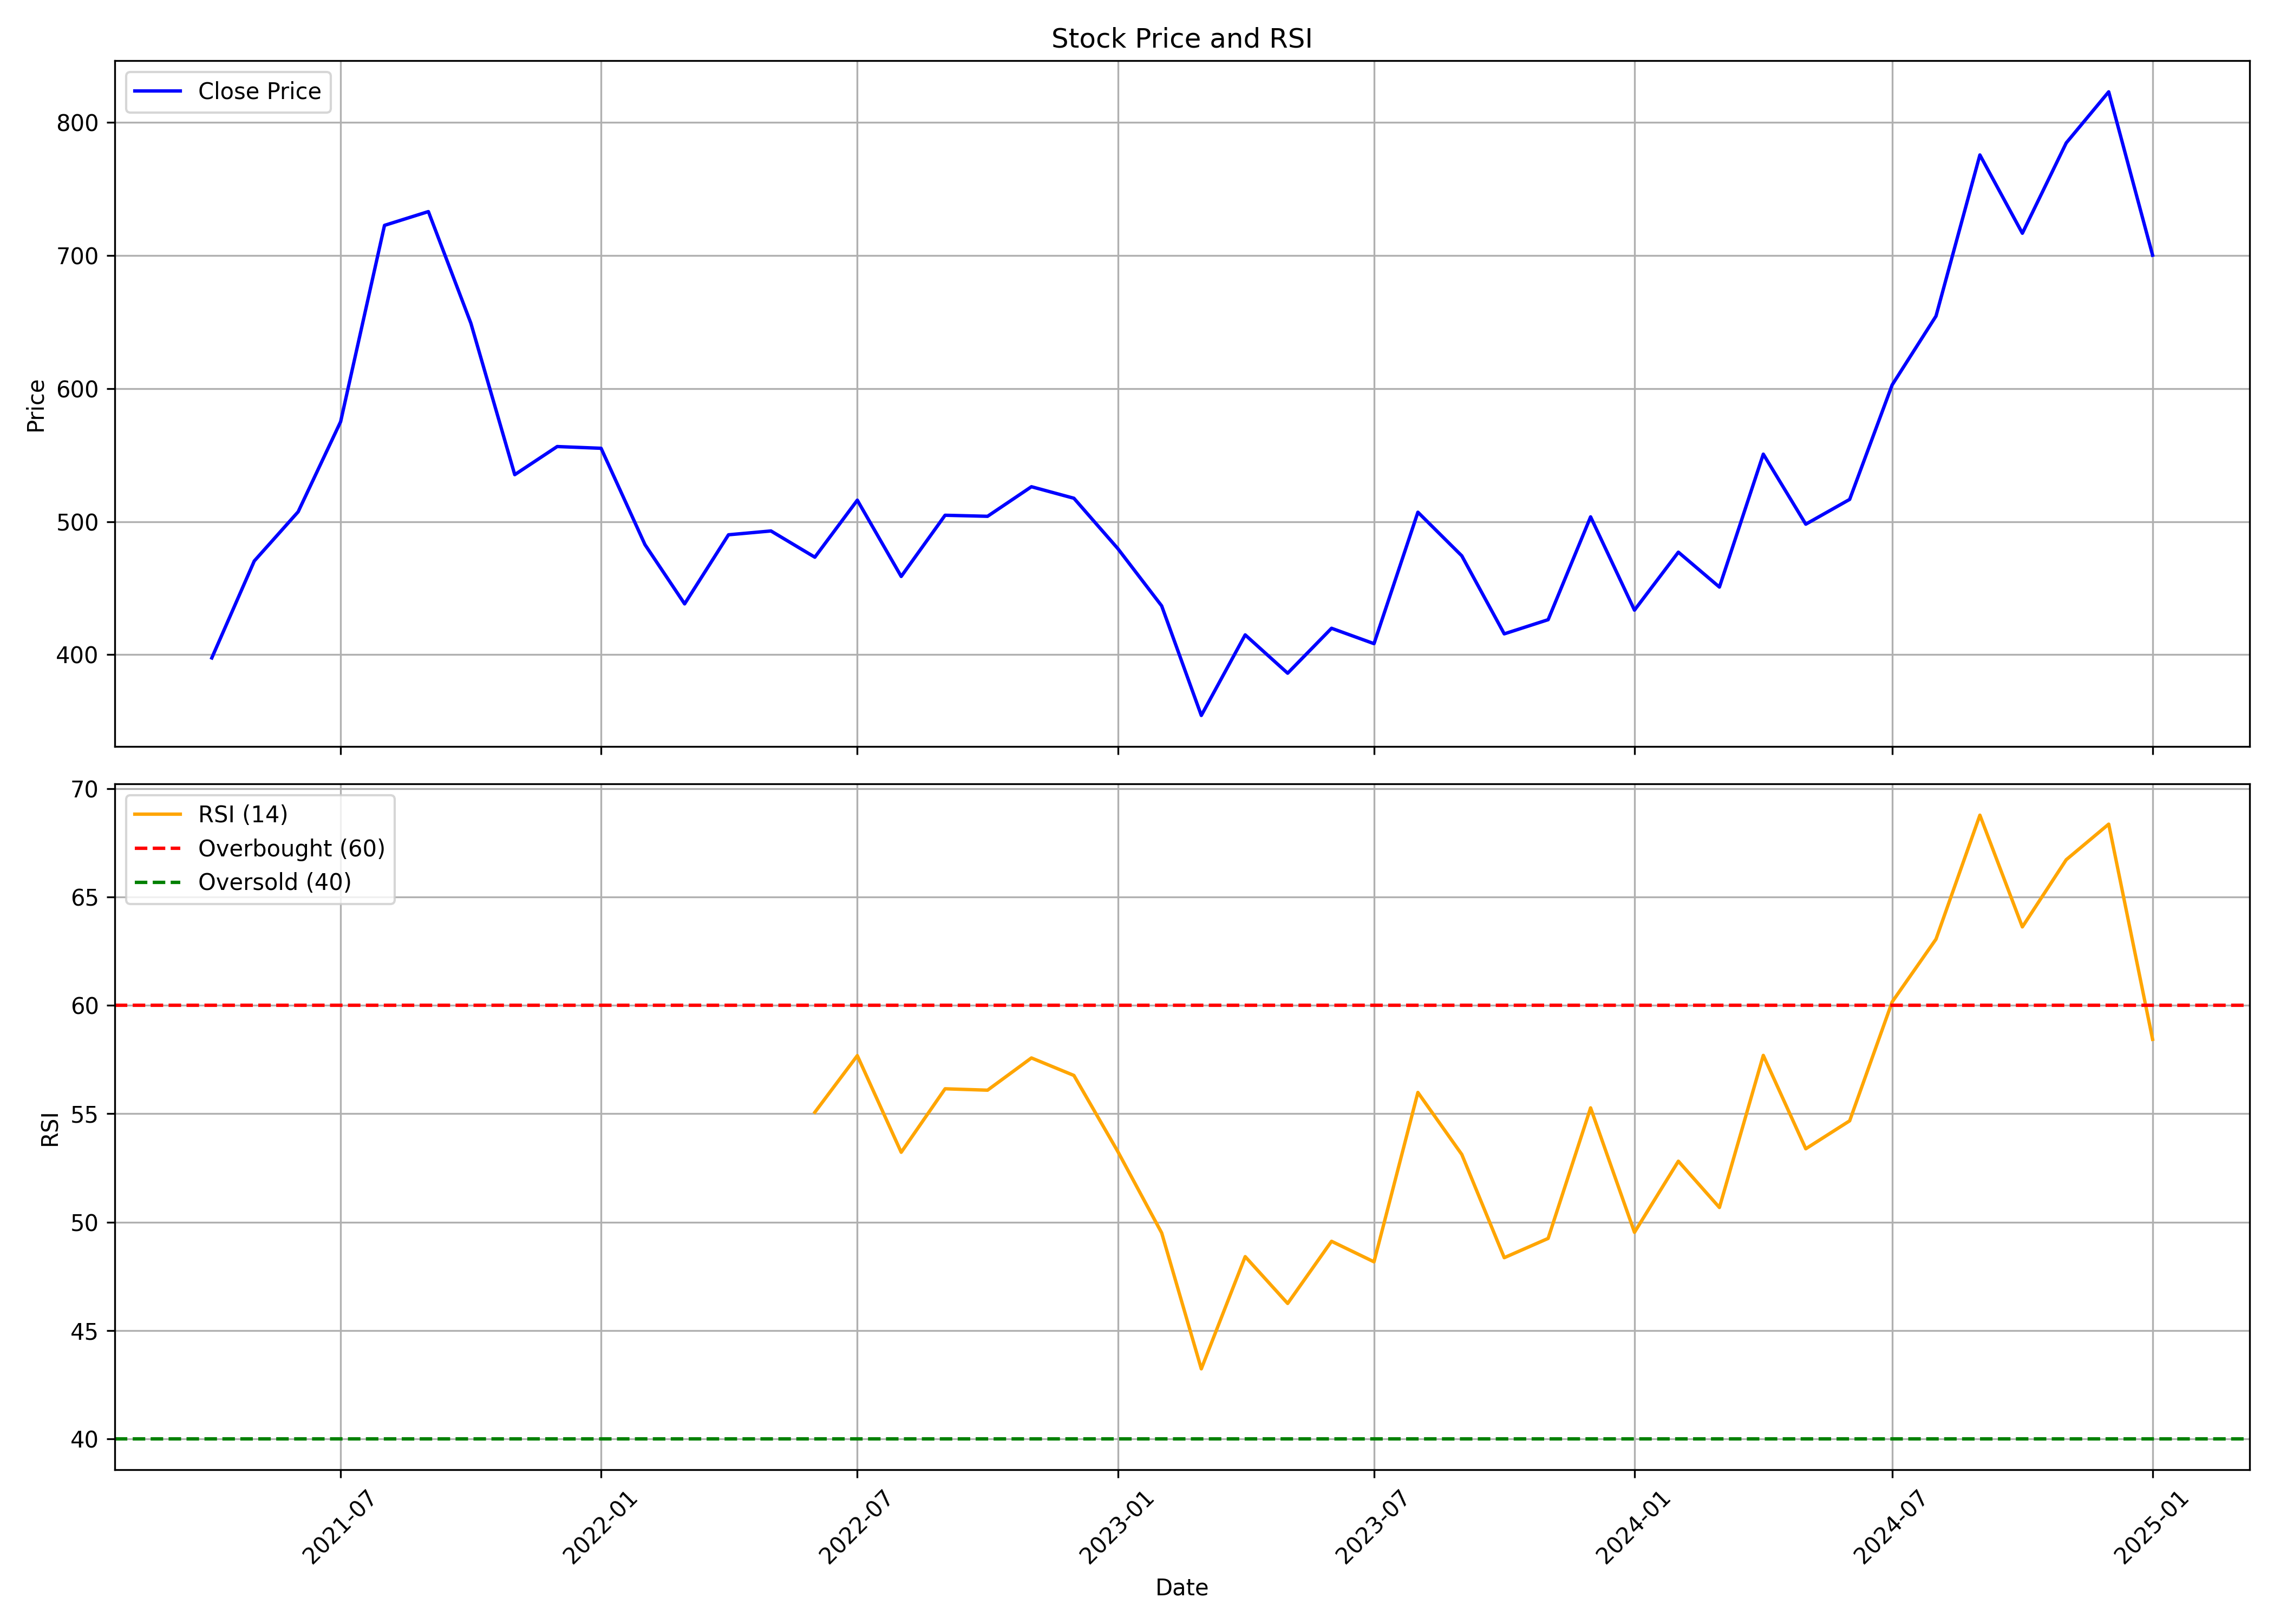 Stock Price and RSI
Close Price
800
700
600
500
400
Price
70
65
60
55
50
45
40
RSI (14)
Overbought (60)
Oversold (40)
RSI
2021-07
2022-01
2022-07
2023-01
2023-07
2024-01
2024-07
2025-01
Date